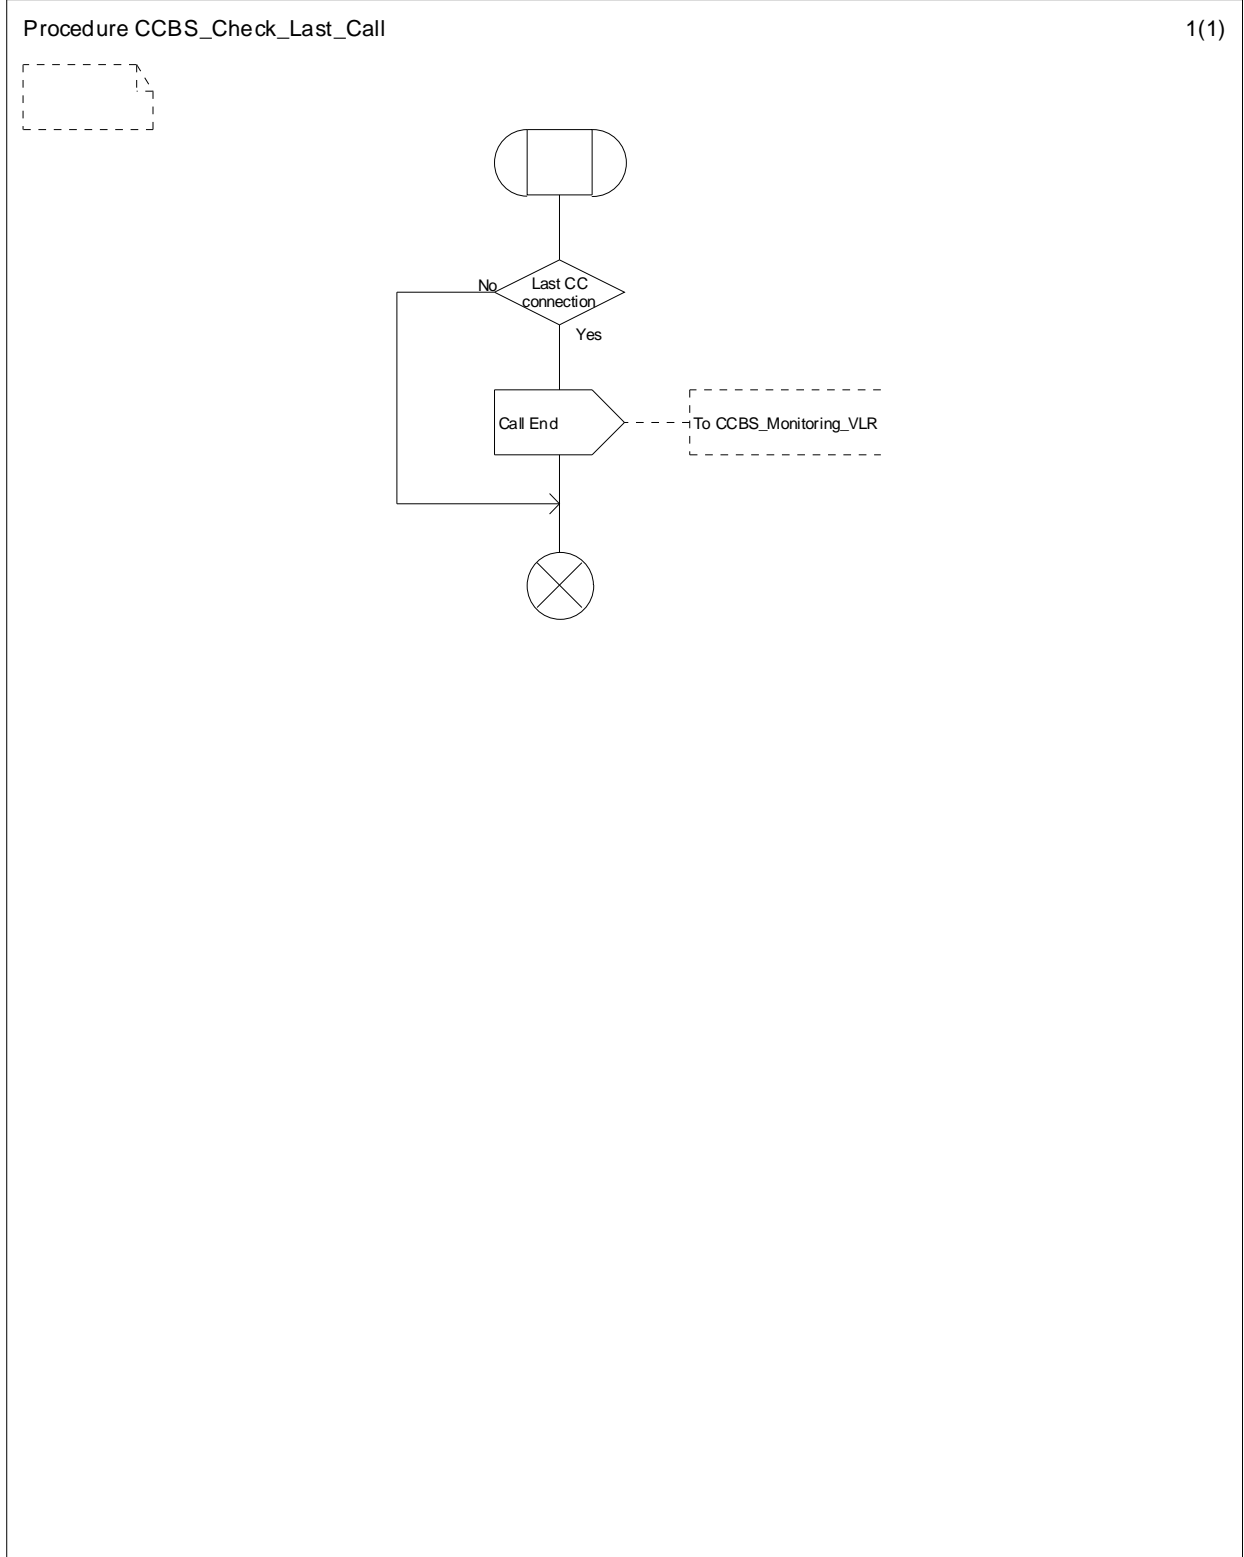 Procedure CCBS_Check_Last_Call
1(1)
No
Last CC
connection
Yes
Call End
To CCBS_Monitoring_VLR